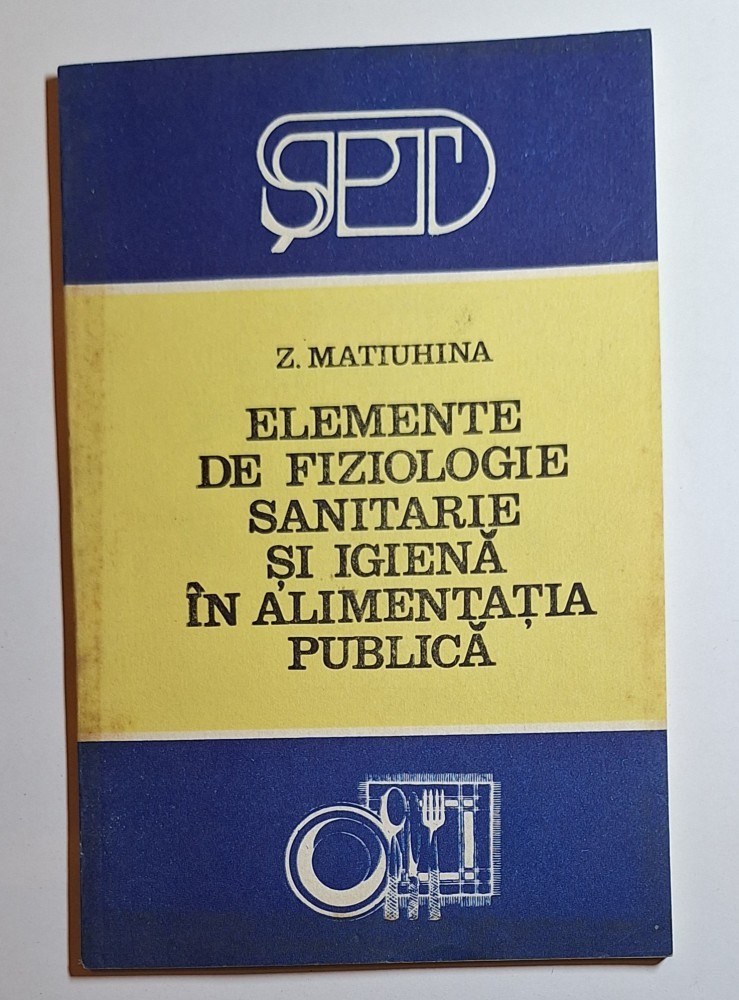 ȘPT
Z. MATIUHINA
ELEMENTE
DE FIZIOLOGIE
SANITARIE
ȘI IGIENĂ
ÎN ALIMENTAȚIA
PUBLICĂ